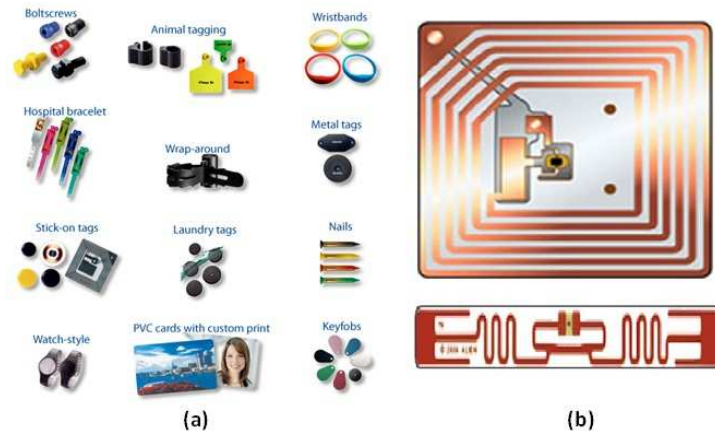 Boltscrews
Animal tagging
Wristbands
Hospital bracelet
Wrap-around
Metal tags
Stick-on tags
Laundry tags
Nails
Watch-style
PVC cards with custom print
Keyfobs
(a)
(b)